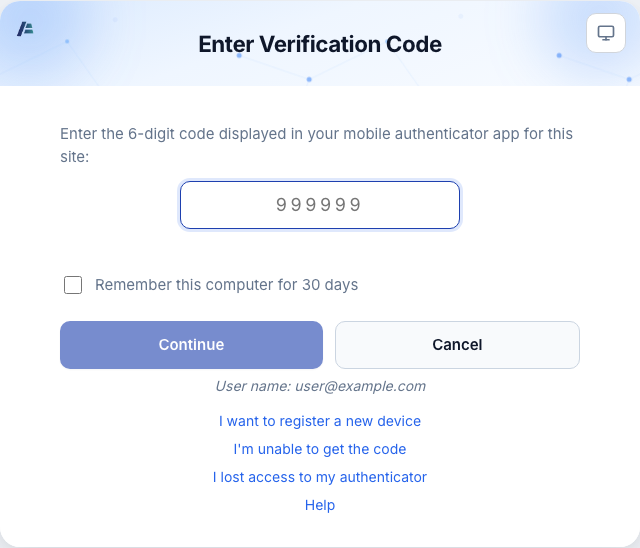 Enter Verification Code
Enter the 6-digit code displayed in your mobile authenticator app for this
site:
999999
Remember this computer for 30 days
Continue
Cancel
User name: user@example.com
I want to register a new device
I'm unable to get the code
I lost access to my authenticator
Help